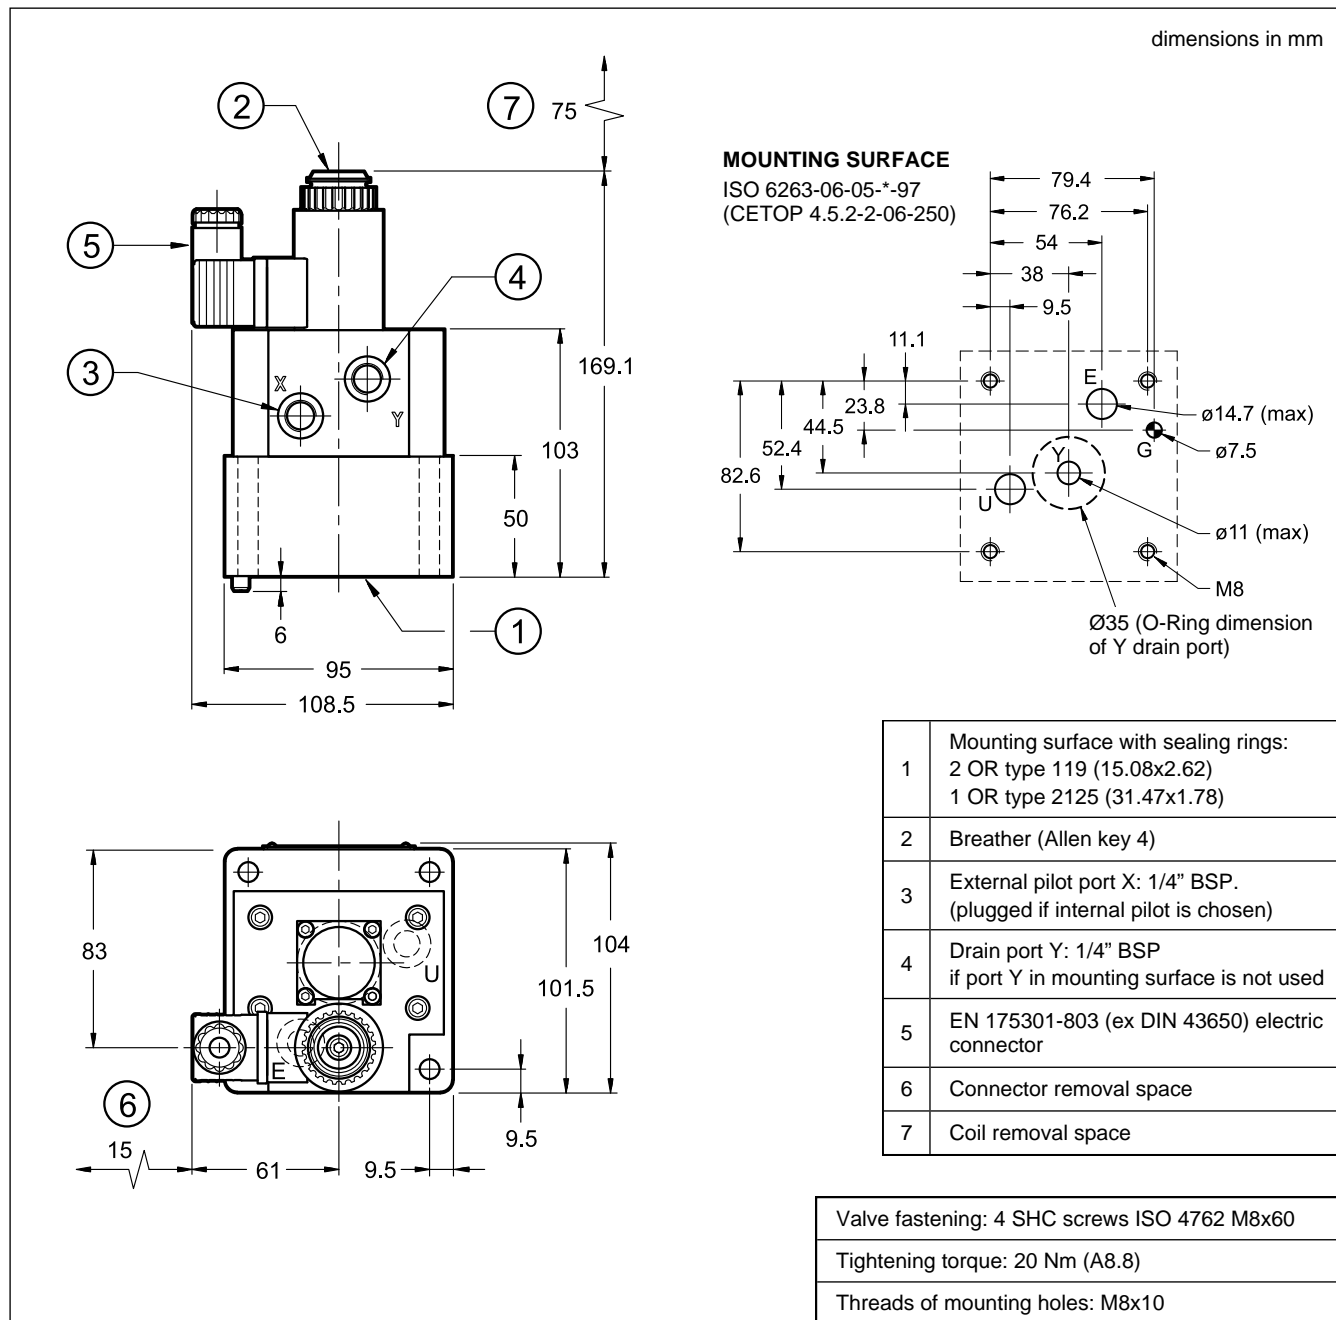 dimensions in mm
2
7
75
5
4
X
3
Y
169.1
103
50
6
1
95
108.5
MOUNTING SURFACE
ISO 6263-06-05-*-97
(CETOP 4.5.2-2-06-250)
79.4
76.2
54
38
9.5
11.1
E
23.8
ø14.7 (max)
44.5
52.4
Y
G
ø7.5
82.6
U
ø11 (max)
M8
Ø35 (O-Ring dimension
of Y drain port)
83
U
104
101.5
E
6
15
61
9.5
9.5
1
Mounting surface with sealing rings:
2 OR type 119 (15.08x2.62)
1 OR type 2125 (31.47x1.78)
2
Breather (Allen key 4)
3
External pilot port X: 1/4” BSP.
(plugged if internal pilot is chosen)
4
Drain port Y: 1/4” BSP
if port Y in mounting surface is not used
5
EN 175301-803 (ex DIN 43650) electric
connector
6
Connector removal space
7
Coil removal space
Valve fastening: 4 SHC screws ISO 4762 M8x60
Tightening torque: 20 Nm (A8.8)
Threads of mounting holes: M8x10